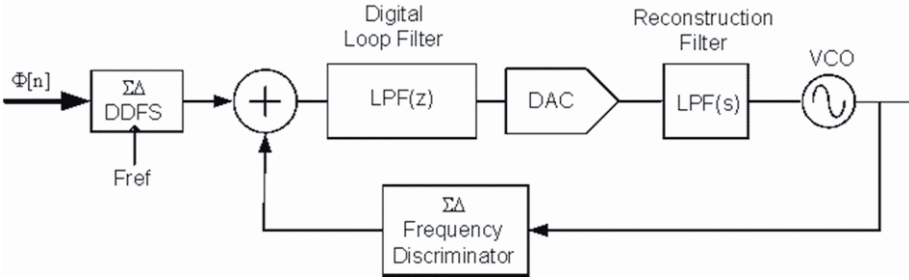 Digital
Loop Filter
Reconstruction
Filter
VCO
Φ[n]
ΣΔ
DDFS
+
LPF(z)
DAC
LPF(s)
Fref
ΣΔ
Frequency
Discriminator